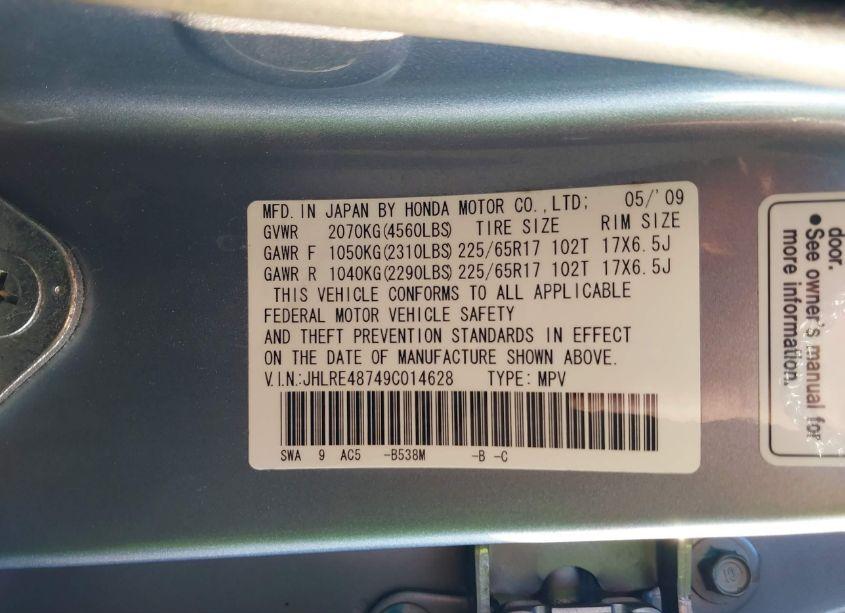 MFD. IN JAPAN BY HONDA MOTOR CO.,LTD; 05/'09
GVWR 2070KG(4560LBS) TIRE SIZE RIM SIZE
GAWR F 1050KG(2310LBS) 225/65R17 102T 17X6.5J
GAWR R 1040KG(2290LBS) 225/65R17 102T 17X6.5J
THIS VEHICLE CONFORMS TO ALL APPLICABLE
FEDERAL MOTOR VEHICLE SAFETY
AND THEFT PREVENTION STANDARDS IN EFFECT
ON THE DATE OF MANUFACTURE SHOWN ABOVE.
V.I.N.:JHLRE48749C014628 TYPE: MPV
SWA 9 AC5 -B538M -B -C
door.
●See owner's manual for
more information.
10